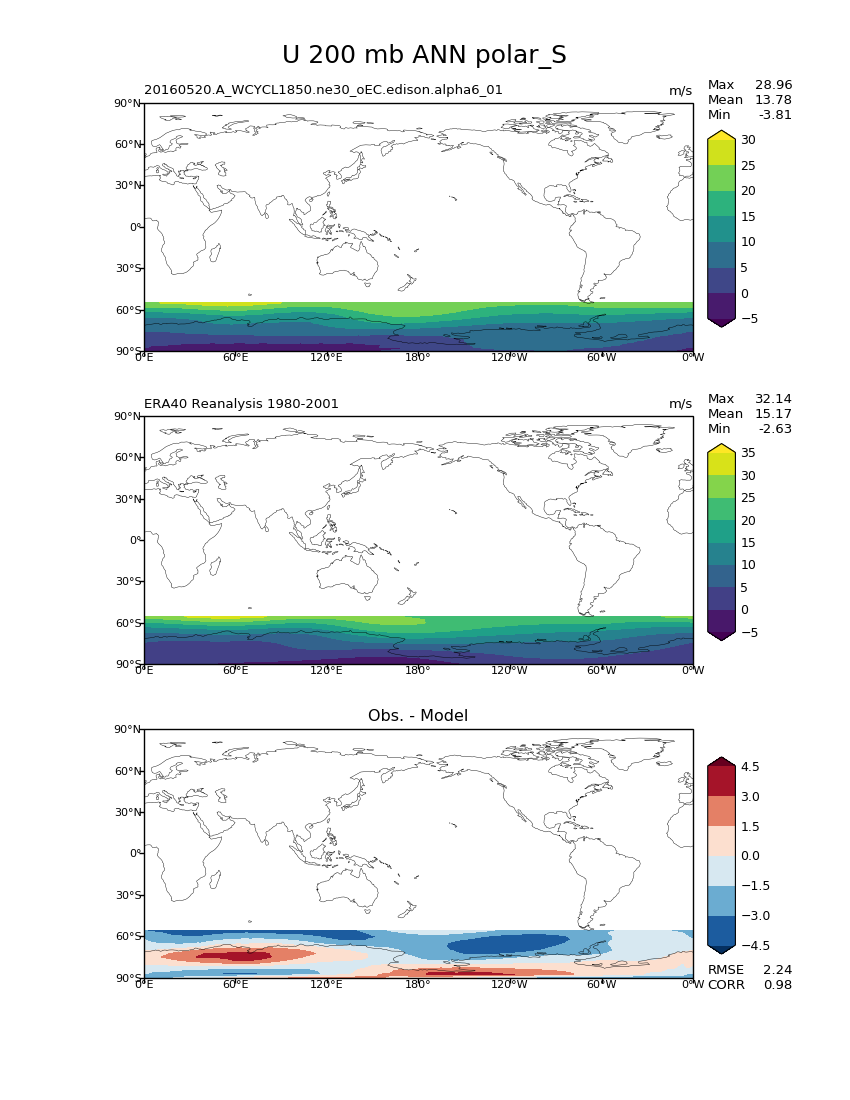 U 200 mb ANN polar_S
20160520.A_WCYCL1850.ne30_oEC.edison.alpha6_01
m/s
Max 28.96
Mean 13.78
Min -3.81
90°N
60°N
30°N
0°
30°S
60°S
90°S
0°E 60°E 120°E 180° 120°W 60°W 0°W
30
25
20
15
10
5
0
−5
ERA40 Reanalysis 1980-2001
m/s
Max 32.14
Mean 15.17
Min -2.63
90°N
60°N
30°N
0°
30°S
60°S
90°S
0°E 60°E 120°E 180° 120°W 60°W 0°W
35
30
25
20
15
10
5
0
−5
Obs. - Model
90°N
60°N
30°N
0°
30°S
60°S
90°S
0°E 60°E 120°E 180° 120°W 60°W 0°W
4.5
3.0
1.5
0.0
−1.5
−3.0
−4.5
RMSE 2.24
CORR 0.98